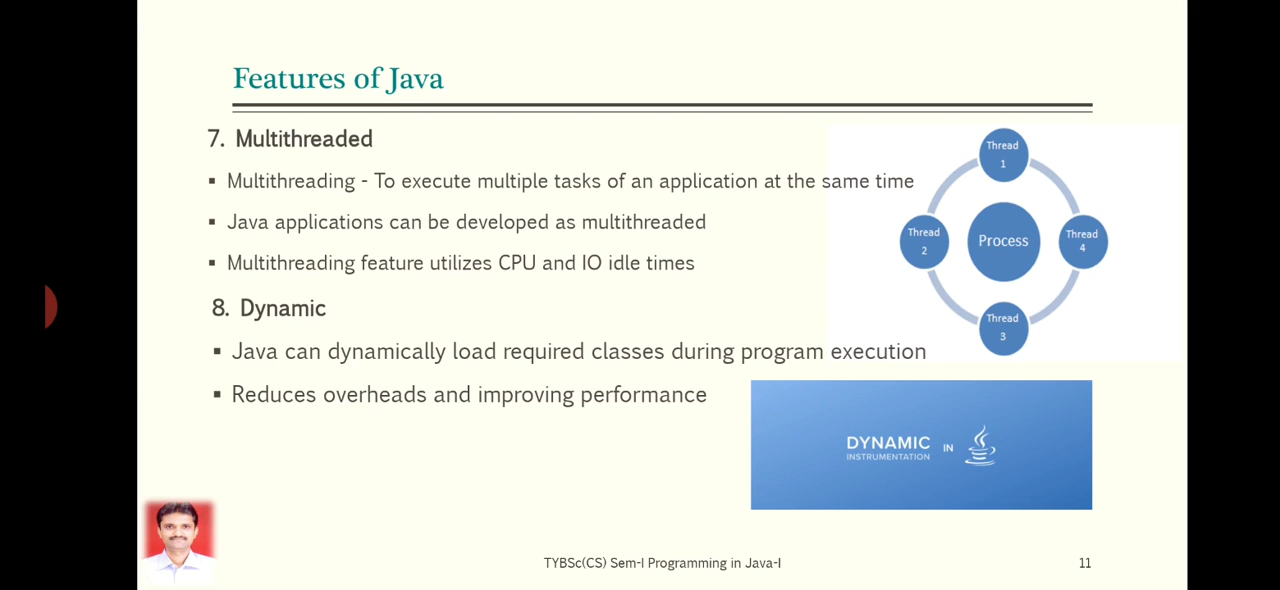 Features of Java
7. Multithreaded
▪ Multithreading - To execute multiple tasks of an application at the same time
▪ Java applications can be developed as multithreaded
▪ Multithreading feature utilizes CPU and IO idle times
Thread
1
Thread
2
Process
Thread
4
Thread
3
8. Dynamic
▪ Java can dynamically load required classes during program execution
▪ Reduces overheads and improving performance
DYNAMIC
INSTRUMENTATION
IN
TYBSc(CS) Sem-I Programming in Java-I
11